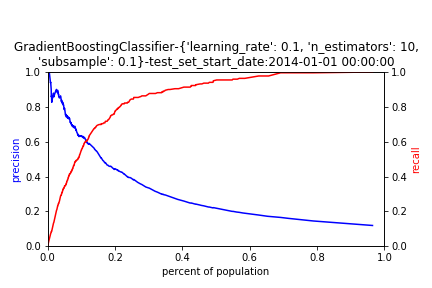 GradientBoostingClassifier-{'learning_rate': 0.1, 'n_estimators': 10,
'subsample': 0.1}-test_set_start_date:2014-01-01 00:00:00
1.0 1.0
0.8 0.8
0.6 0.6
precision recall
0.4 0.4
0.2 0.2
0.0 0.0
0.0 0.2 0.4 0.6 0.8 1.0
percent of population